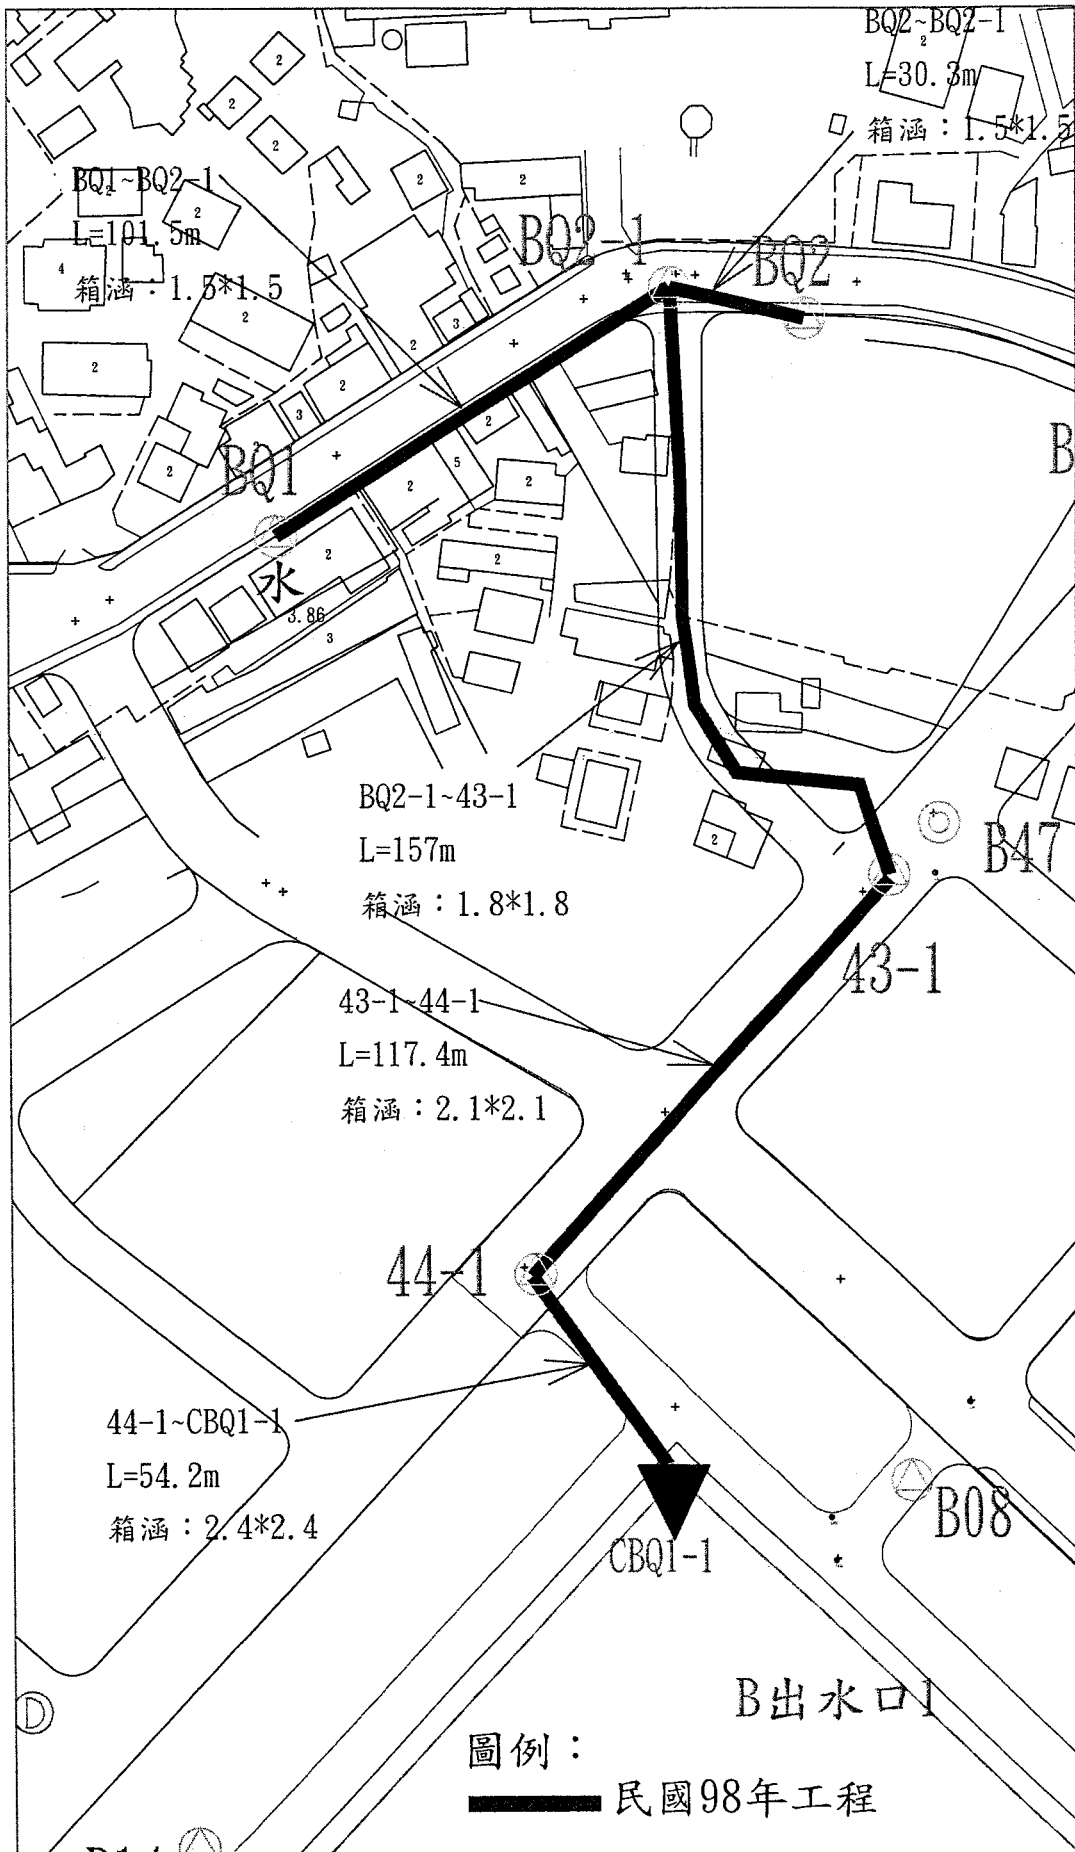 BQ2~BQ2-1
L=30.3m
箱涵：1.5*1.5
BQ1~BQ2-1
L=101.5m
箱涵：1.5*1.5
BQ2-1
BQ2
B
BQ1
水
3.86
BQ2-1~43-1
L=157m
箱涵：1.8*1.8
B47
43-1
43-1~44-1
L=117.4m
箱涵：2.1*2.1
44-1
44-1~CBQ1-1
L=54.2m
箱涵：2.4*2.4
B08
CBQ1-1
B出水口1
D
圖例：
民國98年工程